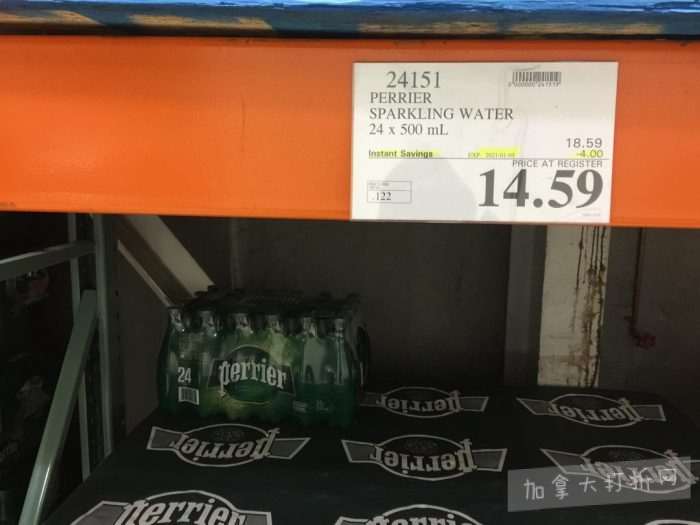 24151
PERRIER
SPARKLING WATER
24 x 500 mL
18.59
Instant Savings
-4.00
PRICE AT REGISTER
14.59
.122
24
perrier
perrier
perrier
perrier
perrier
perrier
perrier
perrier
加拿大打折网